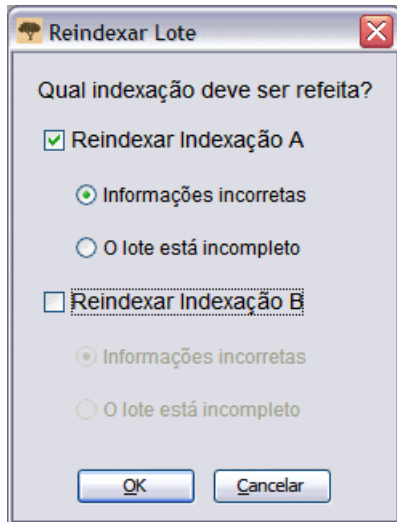 Reindexar Lote
Qual indexação deve ser refeita?
Reindexar Indexação A
Informações incorretas
O lote está incompleto
Reindexar Indexação B
Informações incorretas
O lote está incompleto
OK Cancelar